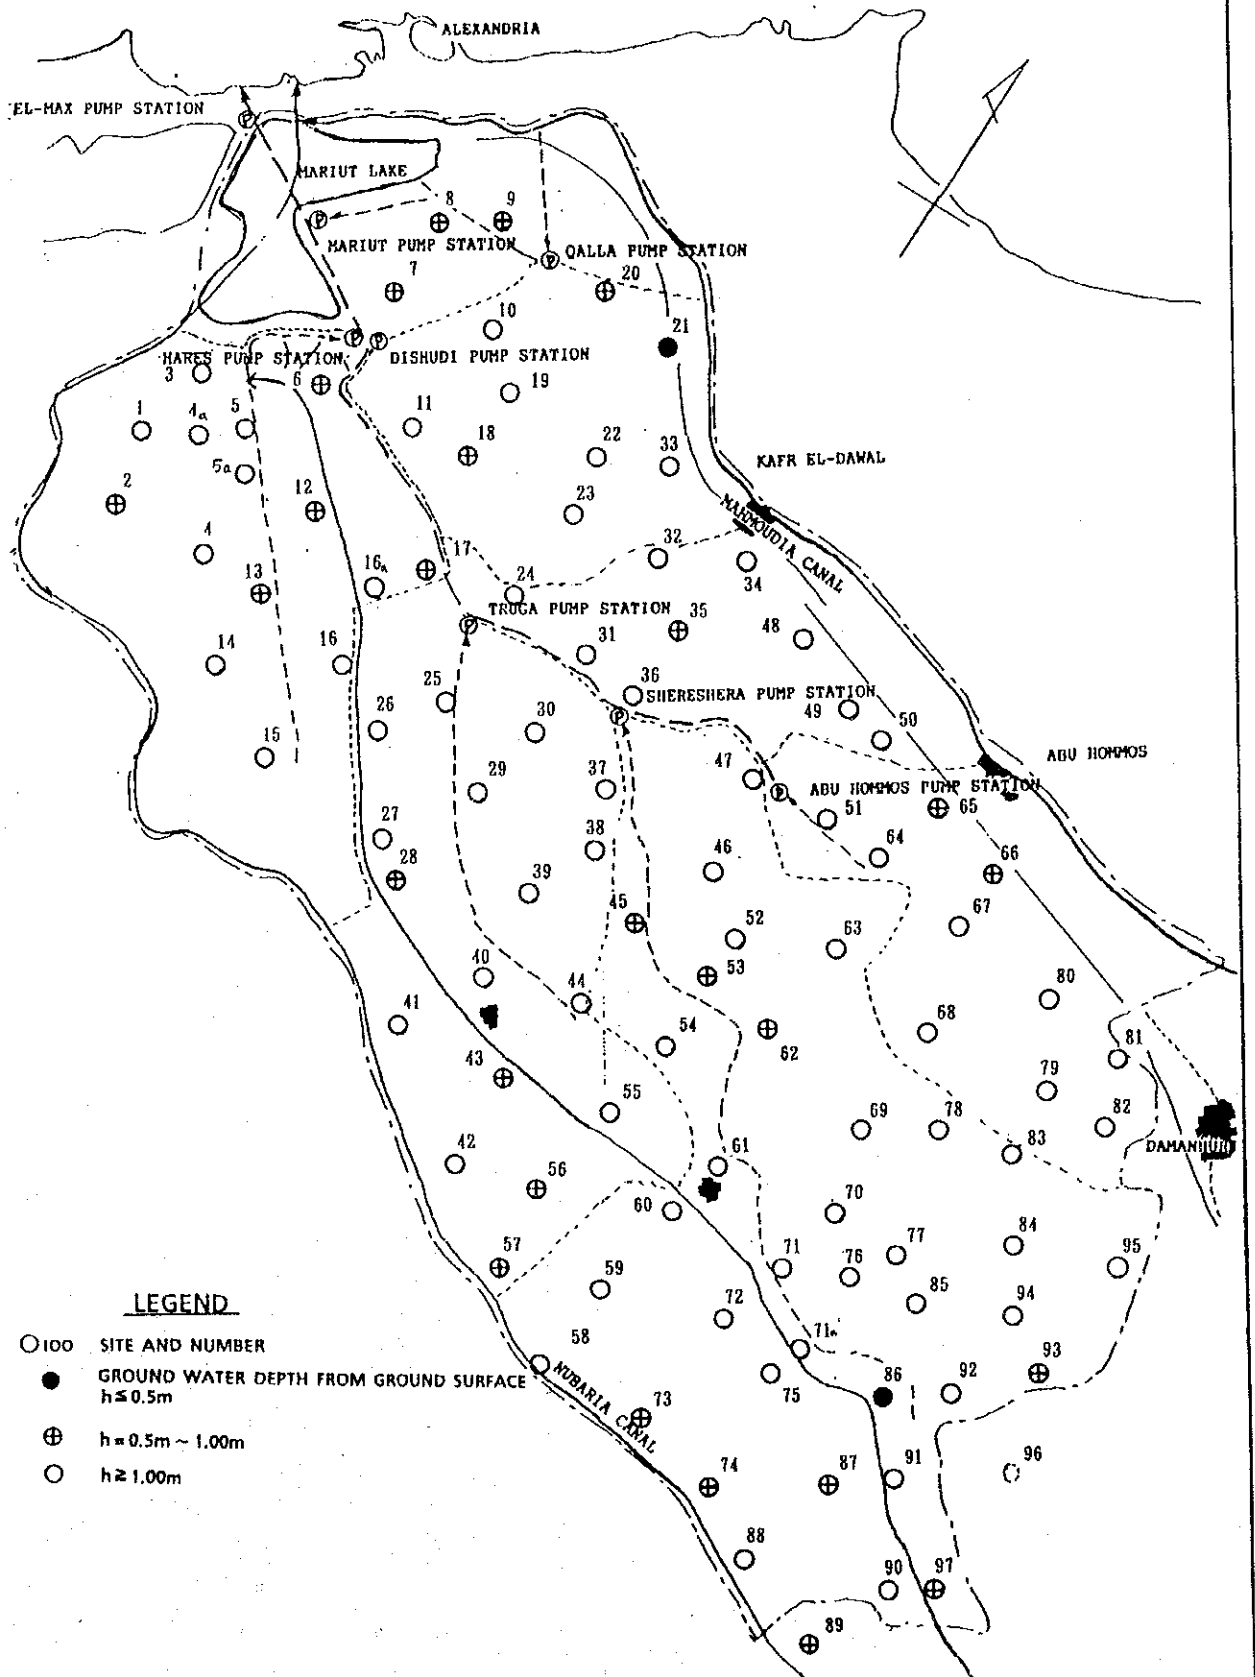 ALEXANDRIA
EL-MAX PUMP STATION
P
MARIUT LAKE
P
8
9
MARIUT PUMP STATION
QALLA PUMP STATION
P
7
20
10
21
P
P
HARES PUMP STATION
DISHUDI PUMP STATION
3
6
19
1
4a
5
11
18
22
33
KAFR EL-DAWAL
5a
2
12
23
MAHMOUDIA CANAL
4
32
13
16a
17
24
34
TRUGA PUMP STATION
P
35
14
16
31
48
36
SHERESHERA PUMP STATION
P
25
26
30
49
50
15
47
ABU HOMMOS
29
37
P
ABU HOMMOS PUMP STATION
65
51
27
38
28
46
64
66
39
45
52
63
67
40
53
44
80
41
54
62
68
81
43
79
55
69
78
82
42
61
83
DAMANHUR
56
60
70
84
57
71
77
95
59
76
85
94
LEGEND
72
100 SITE AND NUMBER
58
71a
93
GROUND WATER DEPTH FROM GROUND SURFACE
h≤0.5m
75
86
92
NUBARIA CANAL
73
h=0.5m ~ 1.00m
h≥1.00m
74
87
91
96
88
90
97
89